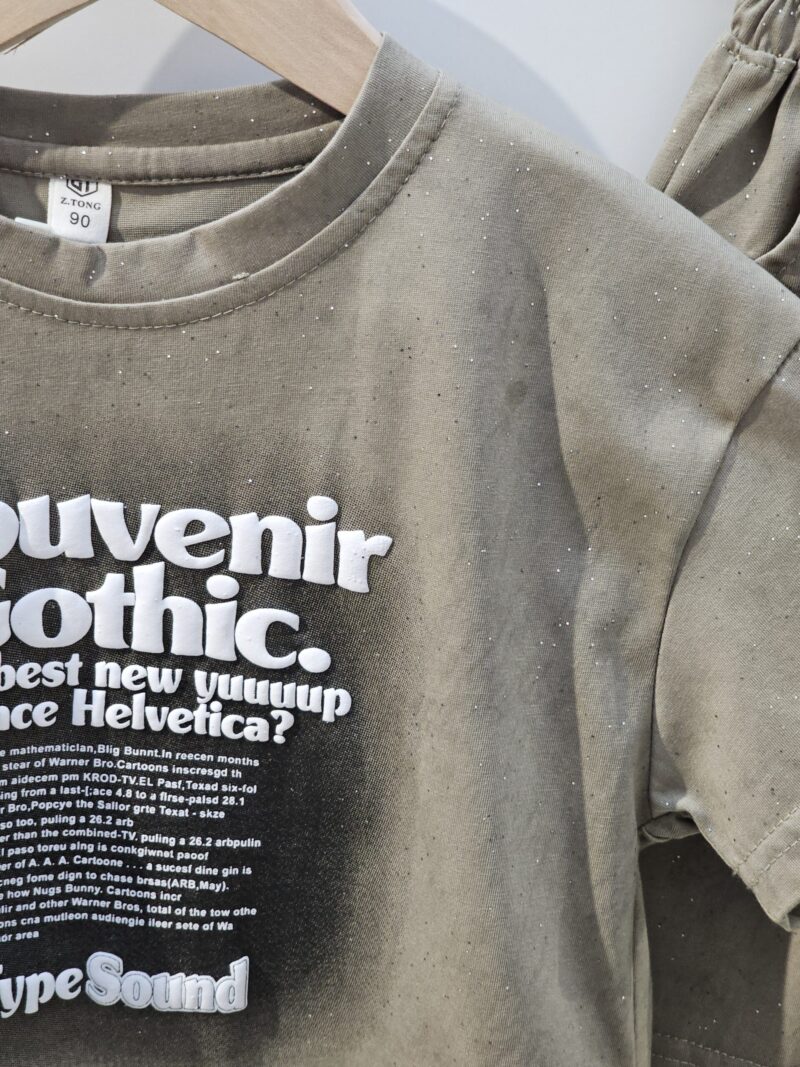 Z.TONG
90
ouvenir
Gothic.
best new yuuuup
nce Helvetica?
e mathematician,Blig Bunnt.In reecen months
stear of Warner Bro.Cartoons inscresgd th
m aidecem pm KROD-TV.EL Pasf,Texad six-fol
ing from a last-[;ace 4.8 to a firse-palsd 28.1
r Bro,Popcye the Sallor grte Texat - skze
so too, puling a 26.2 arb
er than the combined-TV. puling a 26.2 arbpulin
l paso toreu alng is conkgiwnet paoof
er of A. A. A. Cartoone . . . a sucesf dine gin is
cneg fome dign to chase brsas(ARB,May).
e how Nugs Bunny. Cartoons incr
lir and other Warner Bros, total of the tow othe
ons cna mutleon audiengie ileer sete of Wa
or area
TypeSound